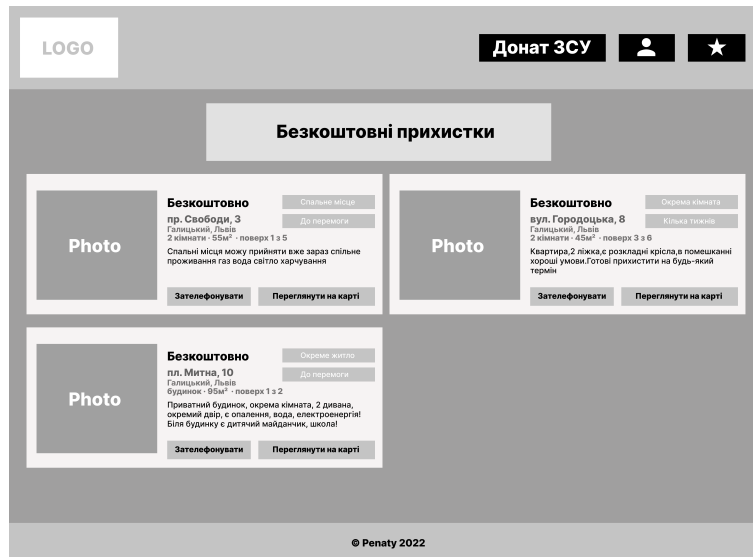 LOGO
Донат ЗСУ
Безкоштовні прихистки
Photo
Безкоштовно
Спальне місце
пр. Свободи, 3
До перемоги
Галицький, Львів
2 кімнати · 55м² · поверх 1 з 5
Спальні місця можу прийняти вже зараз спільне
проживання газ вода світло харчування
Зателефонувати
Переглянути на карті
Photo
Безкоштовно
Окрема кімната
вул. Городоцька, 8
Кілька тижнів
Галицький, Львів
2 кімнати · 45м² · поверх 3 з 6
Квартира,2 ліжка,є розкладні крісла,в помешканні
хороші умови.Готові прихистити на будь-який
термін
Зателефонувати
Переглянути на карті
Photo
Безкоштовно
Окреме житло
пл. Митна, 10
До перемоги
Галицький, Львів
будинок · 95м² · поверх 1 з 2
Приватний будинок, окрема кімната, 2 дивана,
окремий двір, є опалення, вода, електроенергія!
Біля будинку є дитячий майданчик, школа!
Зателефонувати
Переглянути на карті
© Penaty 2022